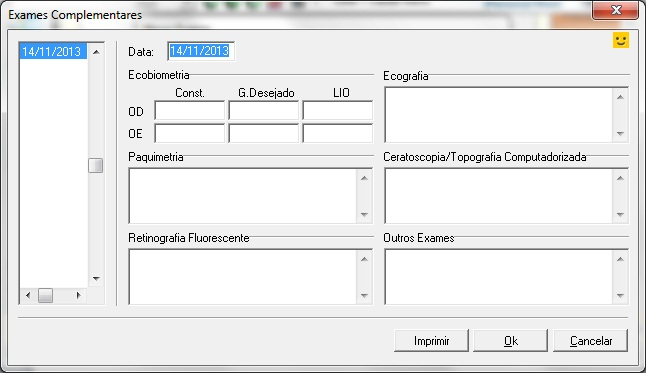 Exames Complementares
14/11/2013
Data: 14/11/2013
Ecobiometria
Const. G.Desejado LIO
OD
OE
Ecografia
Paquimetria
Ceratoscopia/Topografia Computadorizada
Retinografia Fluorescente
Outros Exames
Imprimir Ok Cancelar